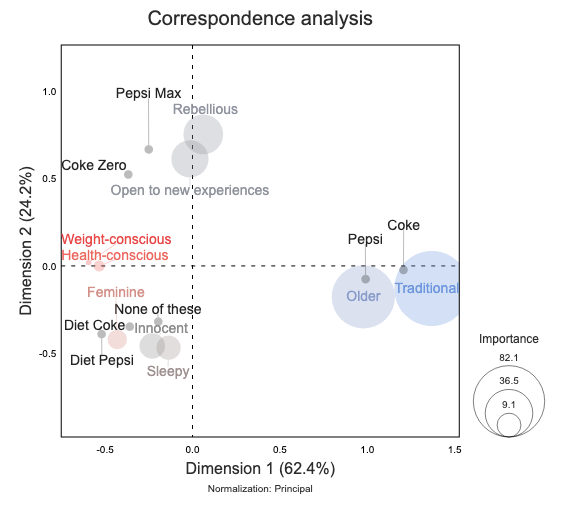 Correspondence analysis
Dimension 2 (24.2%)
1.0
0.5
0.0
-0.5
Pepsi Max
Rebellious
Coke Zero
Open to new experiences
Weight-conscious
Health-conscious
Coke
Pepsi
Older
Traditional
Feminine
None of these
Diet Coke
Innocent
Diet Pepsi
Sleepy
-0.5
0.0
0.5
1.0
1.5
Dimension 1 (62.4%)
Normalization: Principal
Importance
82.1
36.5
9.1